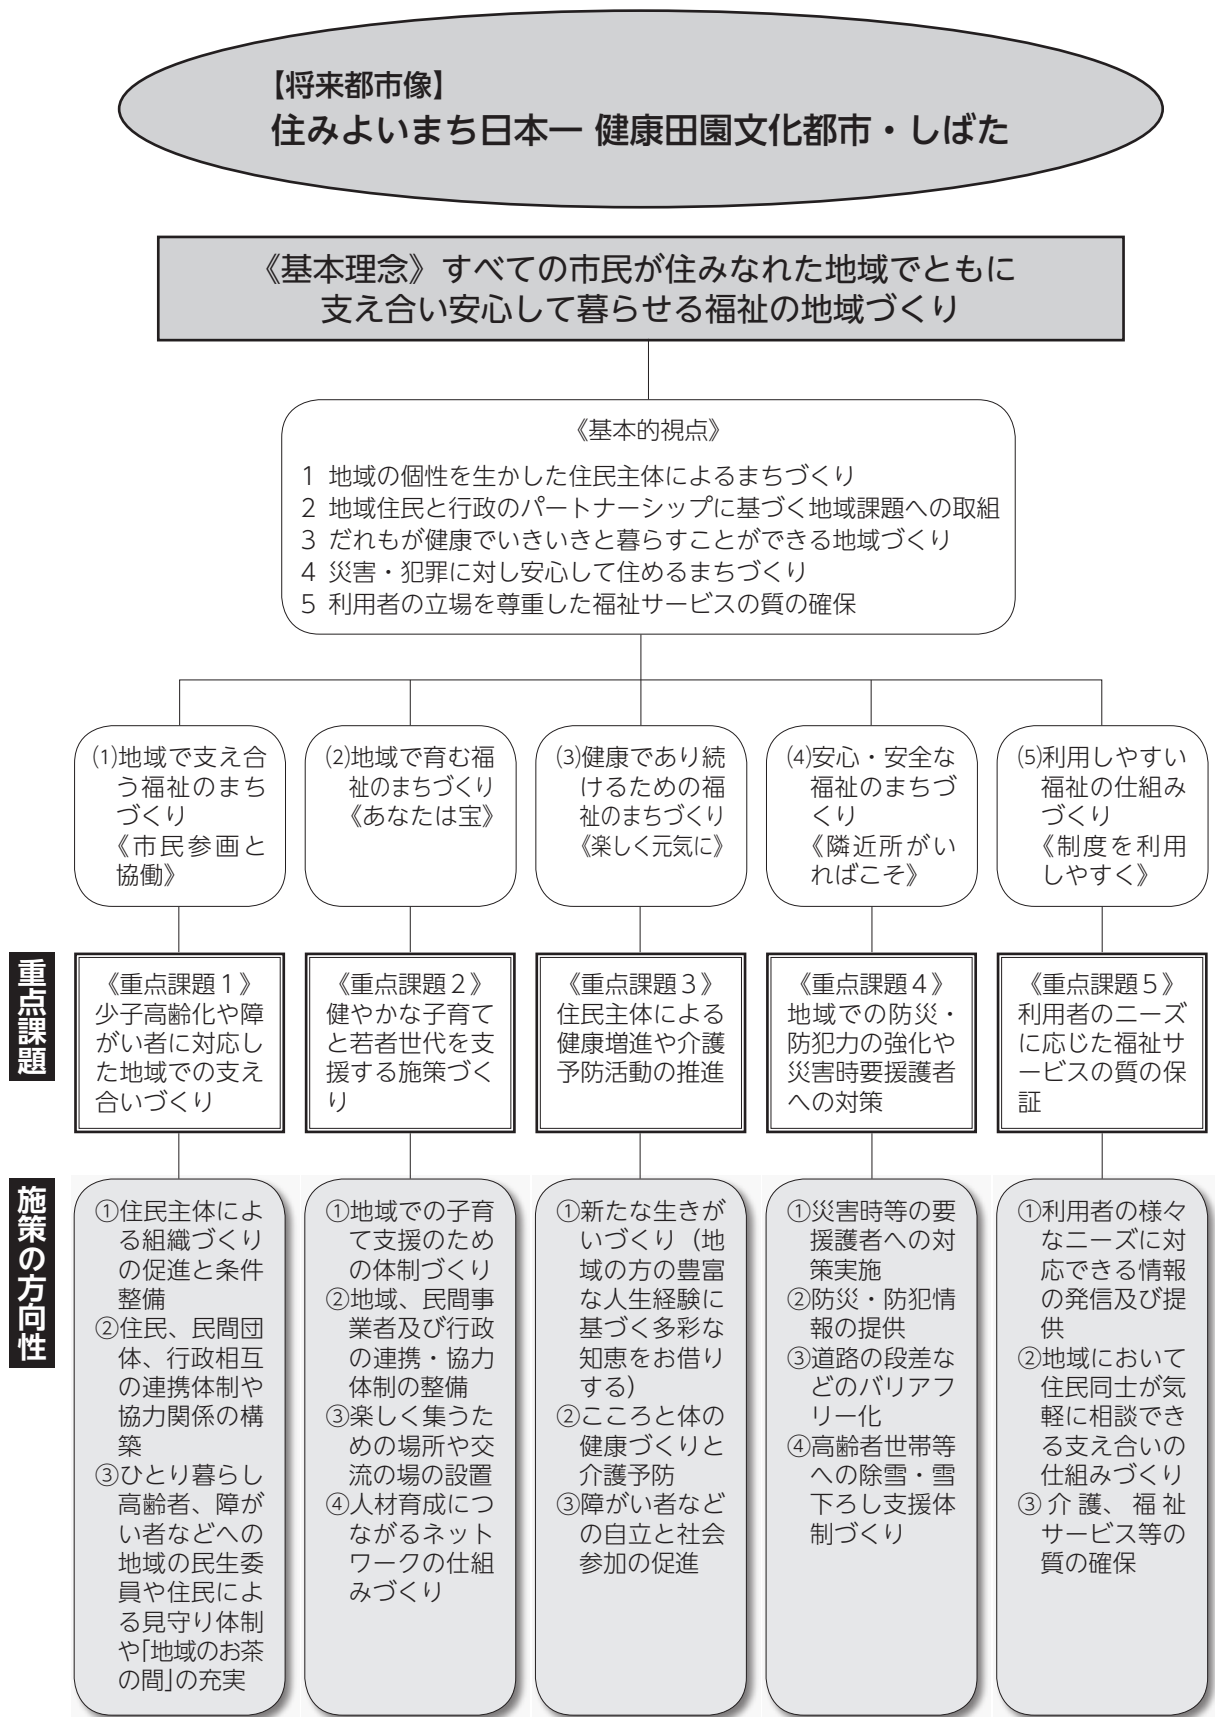 【将来都市像】
住みよいまち日本一 健康田園文化都市・しばた
《基本理念》すべての市民が住みなれた地域でともに
支え合い安心して暮らせる福祉の地域づくり
《基本的視点》
1 地域の個性を生かした住民主体によるまちづくり
2 地域住民と行政のパートナーシップに基づく地域課題への取組
3 だれもが健康でいきいきと暮らすことができる地域づくり
4 災害・犯罪に対し安心して住めるまちづくり
5 利用者の立場を尊重した福祉サービスの質の確保
⑴地域で支え合
う福祉のまち
づくり
《市民参画と
協働》
⑵地域で育む福
祉のまちづくり
《あなたは宝》
⑶健康であり続
けるための福
祉のまちづくり
《楽しく元気に》
⑷安心・安全な
福祉のまちづ
くり
《隣近所がい
ればこそ》
⑸利用しやすい
福祉の仕組み
づくり
《制度を利用
しやすく》
重点課題
《重点課題1》
少子高齢化や障
がい者に対応し
た地域での支え
合いづくり
《重点課題2》
健やかな子育て
と若者世代を支
援する施策づく
り
《重点課題3》
住民主体による
健康増進や介護
予防活動の推進
《重点課題4》
地域での防災・
防犯力の強化や
災害時要援護者
への対策
《重点課題5》
利用者のニーズ
に応じた福祉サ
ービスの質の保
証
施策の方向性
①住民主体によ
る組織づくり
の促進と条件
整備
②住民、民間団
体、行政相互
の連携体制や
協力関係の構
築
③ひとり暮らし
高齢者、障が
い者などへの
地域の民生委
員や住民によ
る見守り体制
や「地域のお茶
の間」の充実
①地域での子育
て支援のため
の体制づくり
②地域、民間事
業者及び行政
の連携・協力
体制の整備
③楽しく集うた
めの場所や交
流の場の設置
④人材育成につ
ながるネット
ワークの仕組
みづくり
①新たな生きが
いづくり（地
域の方の豊富
な人生経験に
基づく多彩な
知恵をお借り
する）
②こころと体の
健康づくりと
介護予防
③障がい者など
の自立と社会
参加の促進
①災害時等の要
援護者への対
策実施
②防災・防犯情
報の提供
③道路の段差な
どのバリアフ
リー化
④高齢者世帯等
への除雪・雪
下ろし支援体
制づくり
①利用者の様々
なニーズに対
応できる情報
の発信及び提
供
②地域において
住民同士が気
軽に相談でき
る支え合いの
仕組みづくり
③介護、福祉
サービス等の
質の確保